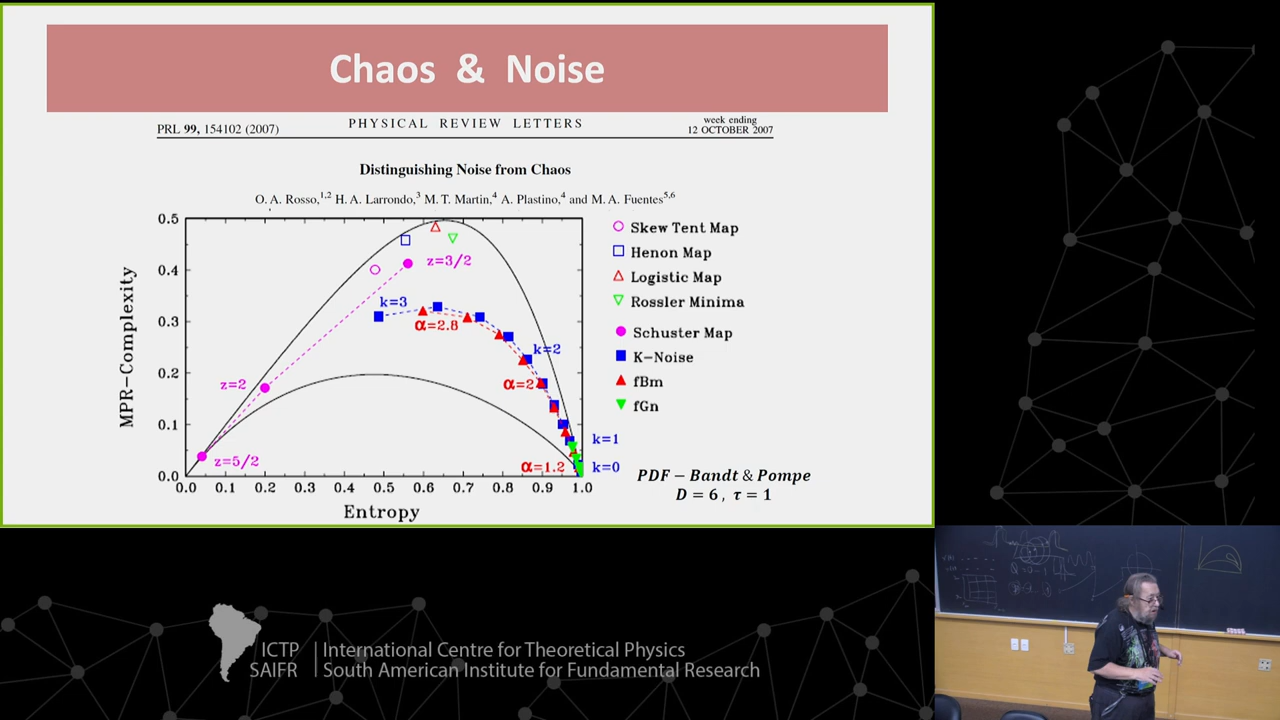 Chaos & Noise
PRL 99, 154102 (2007)
PHYSICAL REVIEW LETTERS
week ending
12 OCTOBER 2007
Distinguishing Noise from Chaos
O. A. Rosso,1,2 H. A. Larrondo,3 M. T. Martin,4 A. Plastino,4 and M. A. Fuentes5,6
MPR-Complexity
0.5
0.4
0.3
0.2
0.1
0.0
0.0 0.1 0.2 0.3 0.4 0.5 0.6 0.7 0.8 0.9 1.0
Entropy
z=3/2
k=3
α=2.8
k=2
z=2
α=2
k=1
z=5/2
α=1.2
k=0
Skew Tent Map
Henon Map
Logistic Map
Rossler Minima
Schuster Map
K-Noise
fBm
fGn
PDF – Bandt & Pompe
D = 6 , τ = 1
ICTP
SAIFR
International Centre for Theoretical Physics
South American Institute for Fundamental Research